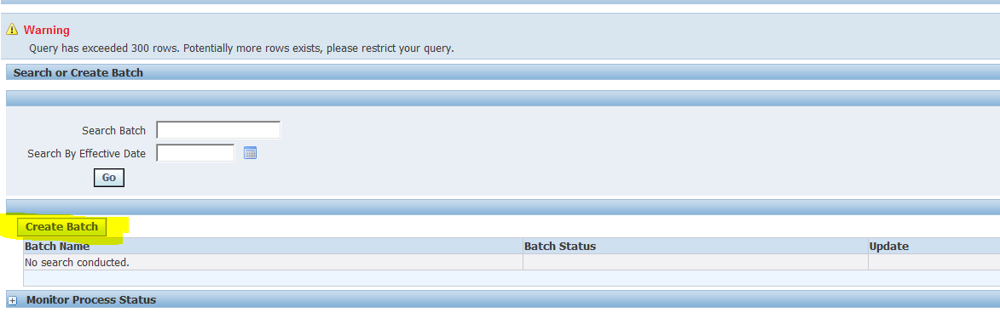 Warning
Query has exceeded 300 rows. Potentially more rows exists, please restrict your query.
Search or Create Batch
Search Batch
Search By Effective Date
Go
Create Batch
Batch Name Batch Status Update
No search conducted.
Monitor Process Status